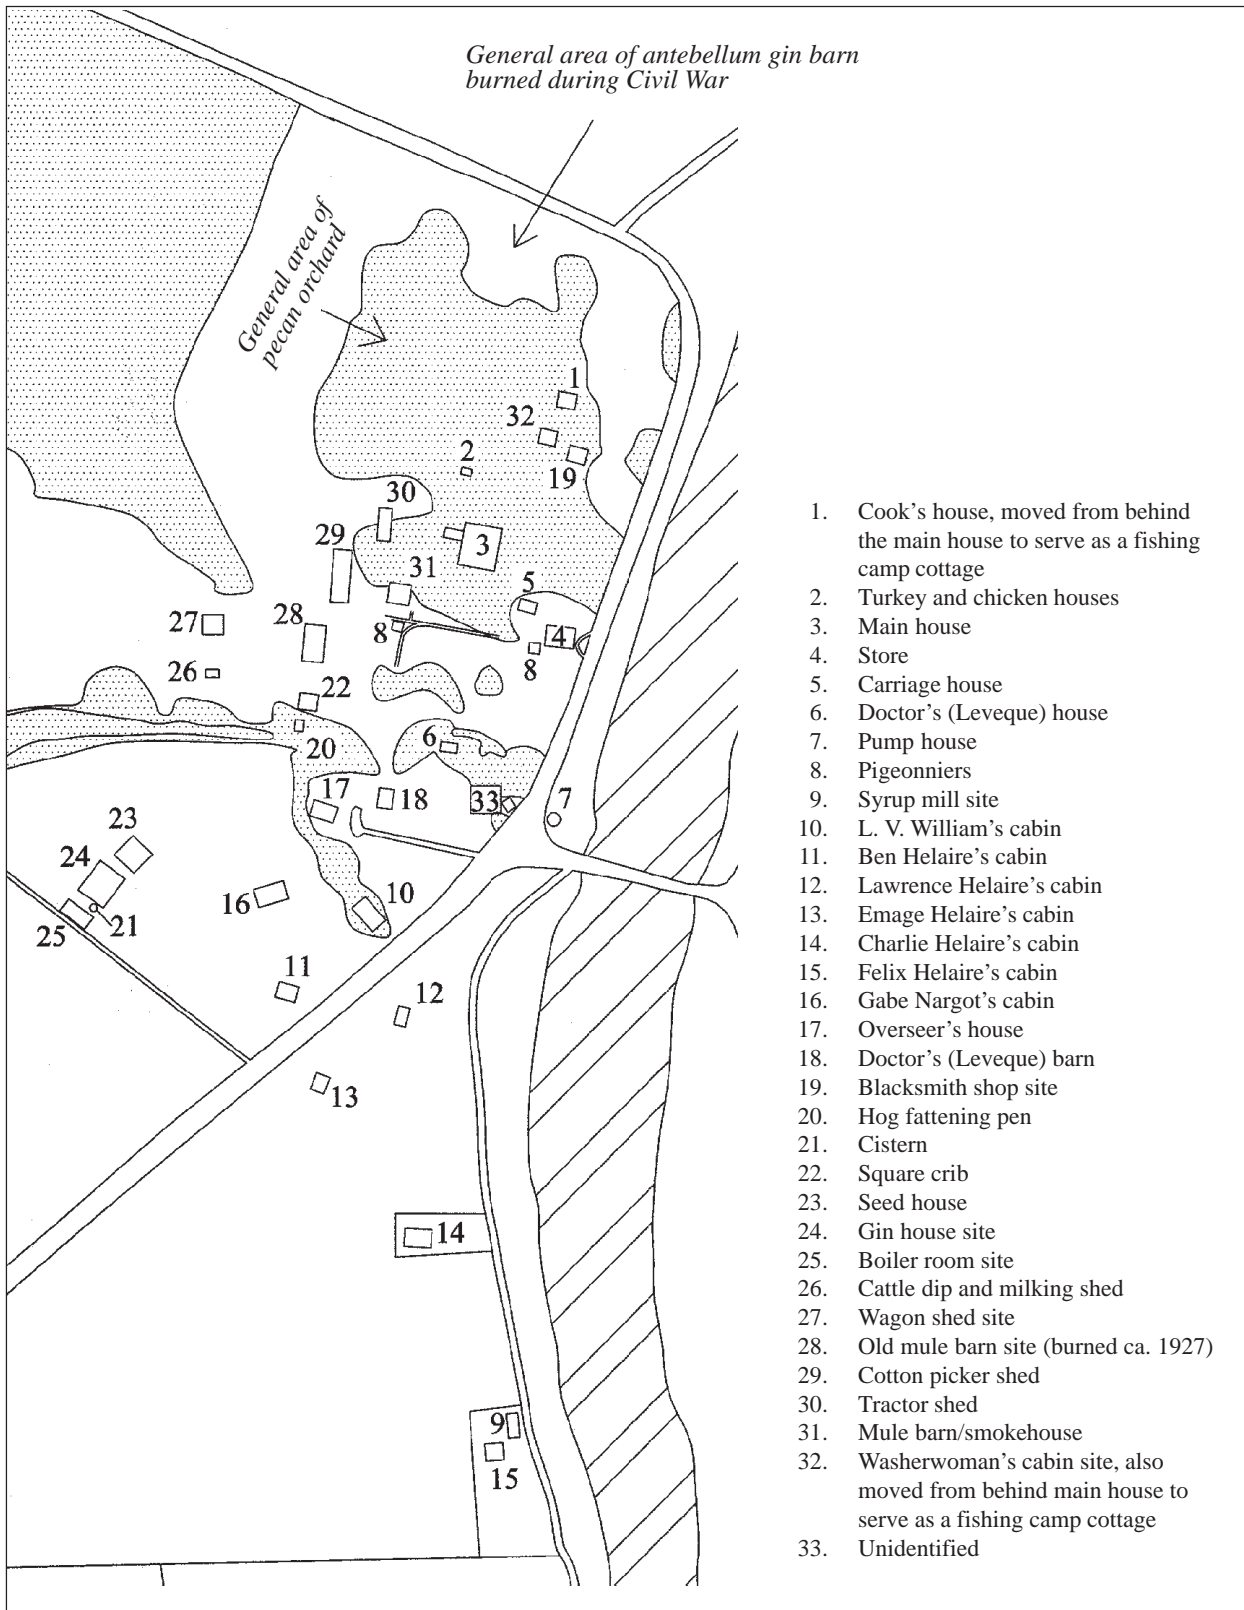 General area of antebellum gin barn
burned during Civil War
General area of
pecan orchard
1
32
2
19
30
29
3
31
5
27
28
8
4
8
26
22
20
6
17
18
33
7
23
24
16
10
25
21
11
12
13
14
9
15
1. Cook's house, moved from behind
the main house to serve as a fishing
camp cottage
2. Turkey and chicken houses
3. Main house
4. Store
5. Carriage house
6. Doctor's (Leveque) house
7. Pump house
8. Pigeonniers
9. Syrup mill site
10. L. V. William's cabin
11. Ben Helaire's cabin
12. Lawrence Helaire's cabin
13. Emage Helaire's cabin
14. Charlie Helaire's cabin
15. Felix Helaire's cabin
16. Gabe Nargot's cabin
17. Overseer's house
18. Doctor's (Leveque) barn
19. Blacksmith shop site
20. Hog fattening pen
21. Cistern
22. Square crib
23. Seed house
24. Gin house site
25. Boiler room site
26. Cattle dip and milking shed
27. Wagon shed site
28. Old mule barn site (burned ca. 1927)
29. Cotton picker shed
30. Tractor shed
31. Mule barn/smokehouse
32. Washerwoman's cabin site, also
moved from behind main house to
serve as a fishing camp cottage
33. Unidentified